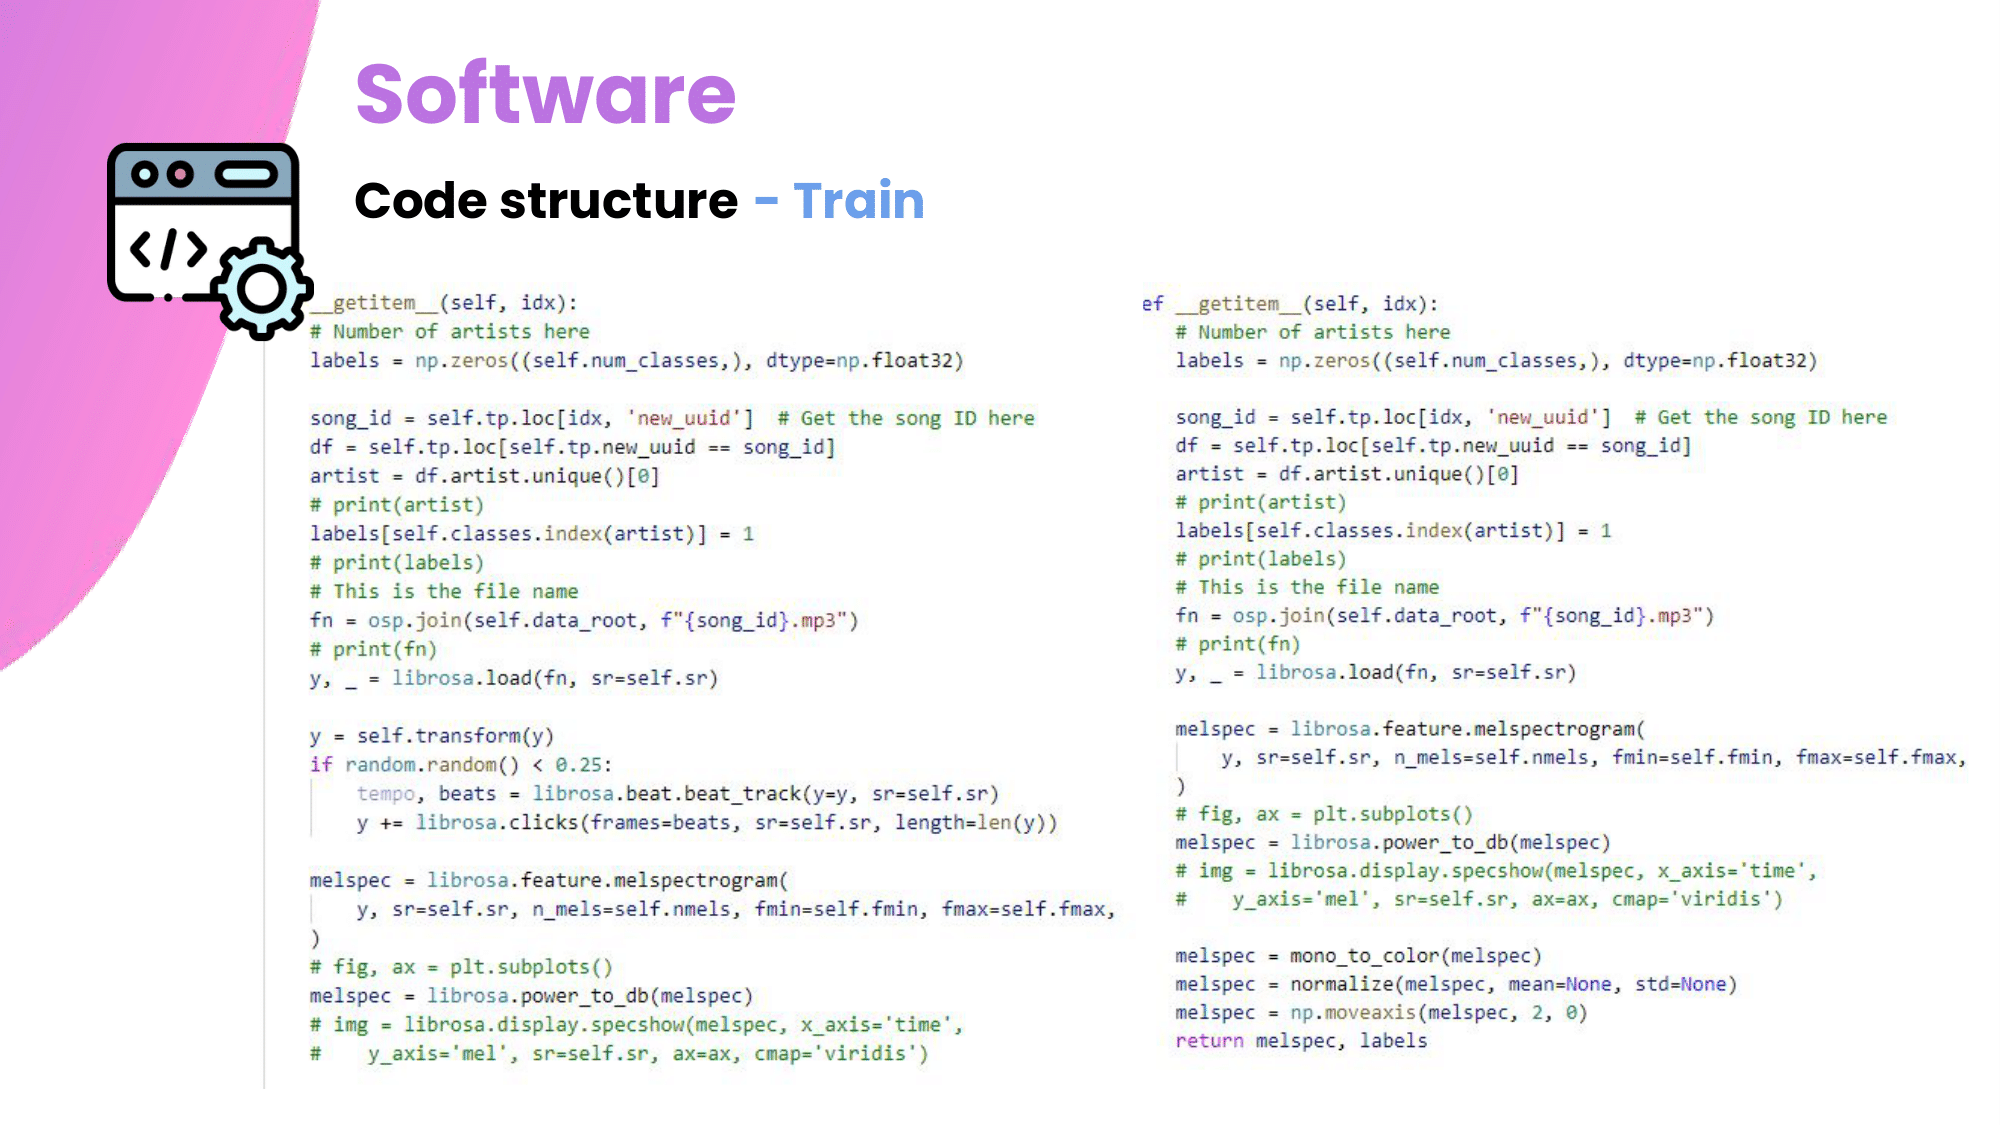 Software
Code structure - Train
</>
__getitem__(self, idx):
# Number of artists here
labels = np.zeros((self.num_classes,), dtype=np.float32)
song_id = self.tp.loc[idx, 'new_uuid']  # Get the song ID here
df = self.tp.loc[self.tp.new_uuid == song_id]
artist = df.artist.unique()[0]
# print(artist)
labels[self.classes.index(artist)] = 1
# print(labels)
# This is the file name
fn = osp.join(self.data_root, f"{song_id}.mp3")
# print(fn)
y, _ = librosa.load(fn, sr=self.sr)
y = self.transform(y)
if random.random() < 0.25:
    tempo, beats = librosa.beat.beat_track(y=y, sr=self.sr)
    y += librosa.clicks(frames=beats, sr=self.sr, length=len(y))
melspec = librosa.feature.melspectrogram(
    y, sr=self.sr, n_mels=self.nmels, fmin=self.fmin, fmax=self.fmax,
)
# fig, ax = plt.subplots()
melspec = librosa.power_to_db(melspec)
# img = librosa.display.specshow(melspec, x_axis='time',
#    y_axis='mel', sr=self.sr, ax=ax, cmap='viridis')
ef __getitem__(self, idx):
# Number of artists here
labels = np.zeros((self.num_classes,), dtype=np.float32)
song_id = self.tp.loc[idx, 'new_uuid']  # Get the song ID here
df = self.tp.loc[self.tp.new_uuid == song_id]
artist = df.artist.unique()[0]
# print(artist)
labels[self.classes.index(artist)] = 1
# print(labels)
# This is the file name
fn = osp.join(self.data_root, f"{song_id}.mp3")
# print(fn)
y, _ = librosa.load(fn, sr=self.sr)
melspec = librosa.feature.melspectrogram(
    y, sr=self.sr, n_mels=self.nmels, fmin=self.fmin, fmax=self.fmax,
)
# fig, ax = plt.subplots()
melspec = librosa.power_to_db(melspec)
# img = librosa.display.specshow(melspec, x_axis='time',
#    y_axis='mel', sr=self.sr, ax=ax, cmap='viridis')
melspec = mono_to_color(melspec)
melspec = normalize(melspec, mean=None, std=None)
melspec = np.moveaxis(melspec, 2, 0)
return melspec, labels